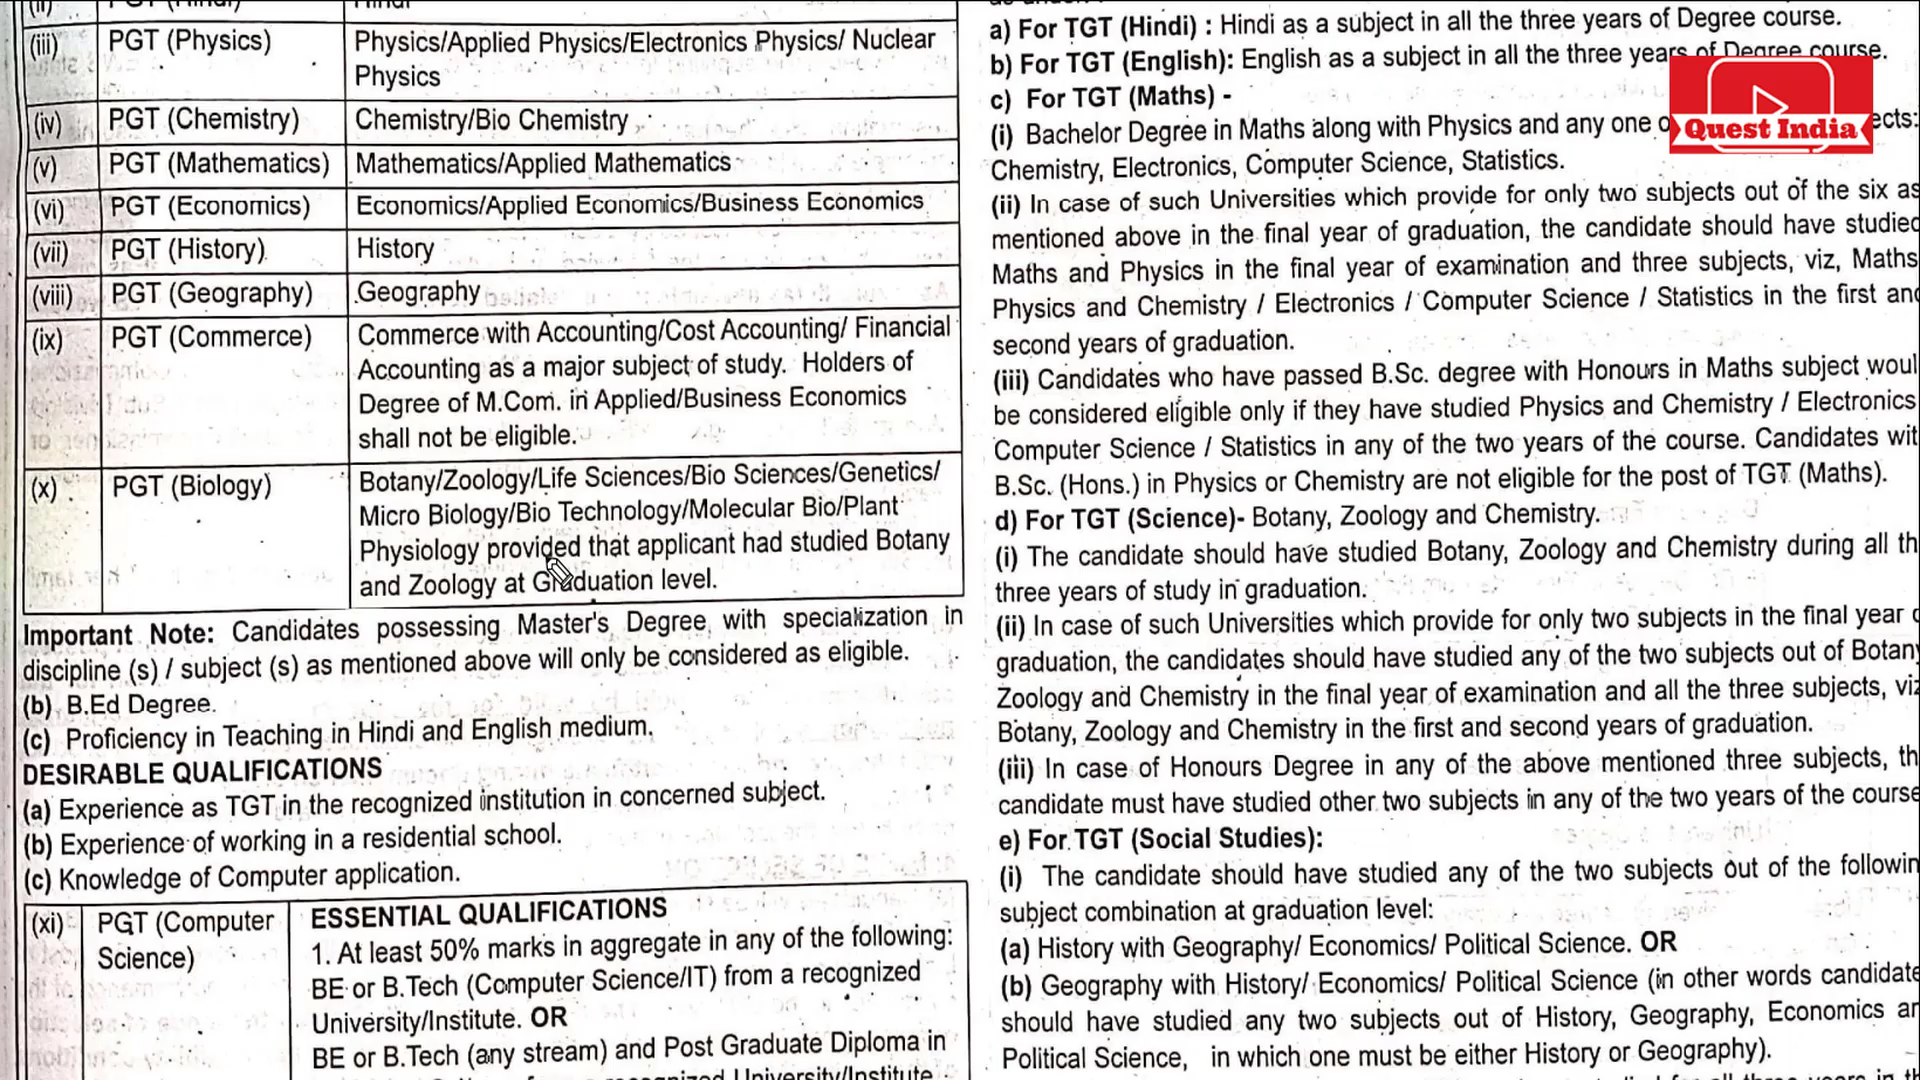 PGT (Hindi)
Hindi
(iii) PGT (Physics) Physics/Applied Physics/Electronics Physics/ Nuclear
Physics
(iv) PGT (Chemistry) Chemistry/Bio Chemistry
(v) PGT (Mathematics) Mathematics/Applied Mathematics
(vi) PGT (Economics) Economics/Applied Economics/Business Economics
(vii) PGT (History) History
(viii) PGT (Geography) Geography
(ix) PGT (Commerce) Commerce with Accounting/Cost Accounting/ Financial
Accounting as a major subject of study. Holders of
Degree of M.Com. in Applied/Business Economics
shall not be eligible.
(x) PGT (Biology) Botany/Zoology/Life Sciences/Bio Sciences/Genetics/
Micro Biology/Bio Technology/Molecular Bio/Plant
Physiology provided that applicant had studied Botany
and Zoology at Graduation level.
Important Note: Candidates possessing Master's Degree with specialization in
discipline (s) / subject (s) as mentioned above will only be considered as eligible.
(b) B.Ed Degree.
(c) Proficiency in Teaching in Hindi and English medium.
DESIRABLE QUALIFICATIONS
(a) Experience as TGT in the recognized institution in concerned subject.
(b) Experience of working in a residential school.
(c) Knowledge of Computer application.
(xi) PGT (Computer ESSENTIAL QUALIFICATIONS
Science) 1. At least 50% marks in aggregate in any of the following:
BE or B.Tech (Computer Science/IT) from a recognized
University/Institute. OR
BE or B.Tech (any stream) and Post Graduate Diploma in
University/Institute
a) For TGT (Hindi) : Hindi as a subject in all the three years of Degree course.
b) For TGT (English): English as a subject in all the three years of Degree course.
c) For TGT (Maths) -
(i) Bachelor Degree in Maths along with Physics and any one
Chemistry, Electronics, Computer Science, Statistics.
(ii) In case of such Universities which provide for only two subjects out of the six as
mentioned above in the final year of graduation, the candidate should have studied
Maths and Physics in the final year of examination and three subjects, viz, Maths
Physics and Chemistry / Electronics / Computer Science / Statistics in the first and
second years of graduation.
(iii) Candidates who have passed B.Sc. degree with Honours in Maths subject woul
be considered eligible only if they have studied Physics and Chemistry / Electronics
Computer Science / Statistics in any of the two years of the course. Candidates wit
B.Sc. (Hons.) in Physics or Chemistry are not eligible for the post of TGT (Maths).
d) For TGT (Science)- Botany, Zoology and Chemistry.
(i) The candidate should have studied Botany, Zoology and Chemistry during all th
three years of study in graduation.
(ii) In case of such Universities which provide for only two subjects in the final year
graduation, the candidates should have studied any of the two subjects out of Botany
Zoology and Chemistry in the final year of examination and all the three subjects, viz
Botany, Zoology and Chemistry in the first and second years of graduation.
(iii) In case of Honours Degree in any of the above mentioned three subjects, th
candidate must have studied other two subjects in any of the two years of the course
e) For TGT (Social Studies):
(i) The candidate should have studied any of the two subjects out of the followin
subject combination at graduation level:
(a) History with Geography/ Economics/ Political Science. OR
(b) Geography with History/ Economics/ Political Science (in other words candidate
should have studied any two subjects out of History, Geography, Economics an
Political Science, in which one must be either History or Geography).
Quest India